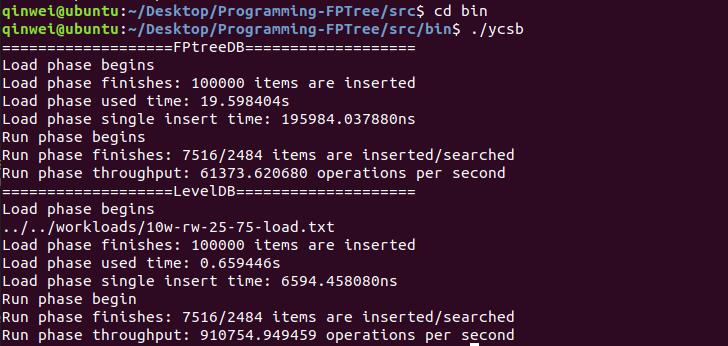 qinwei@ubuntu:~/Desktop/Programming-FPTree/src$ cd bin
qinwei@ubuntu:~/Desktop/Programming-FPTree/src/bin$ ./ycsb
===================FPtreeDB===================
Load phase begins
Load phase finishes: 100000 items are inserted
Load phase used time: 19.598404s
Load phase single insert time: 195984.037880ns
Run phase begins
Run phase finishes: 7516/2484 items are inserted/searched
Run phase throughput: 61373.620680 operations per second
===================LevelDB====================
Load phase begins
../../workloads/10w-rw-25-75-load.txt
Load phase finishes: 100000 items are inserted
Load phase used time: 0.659446s
Load phase single insert time: 6594.458080ns
Run phase begin
Run phase finishes: 7516/2484 items are inserted/searched
Run phase throughput: 910754.949459 operations per second